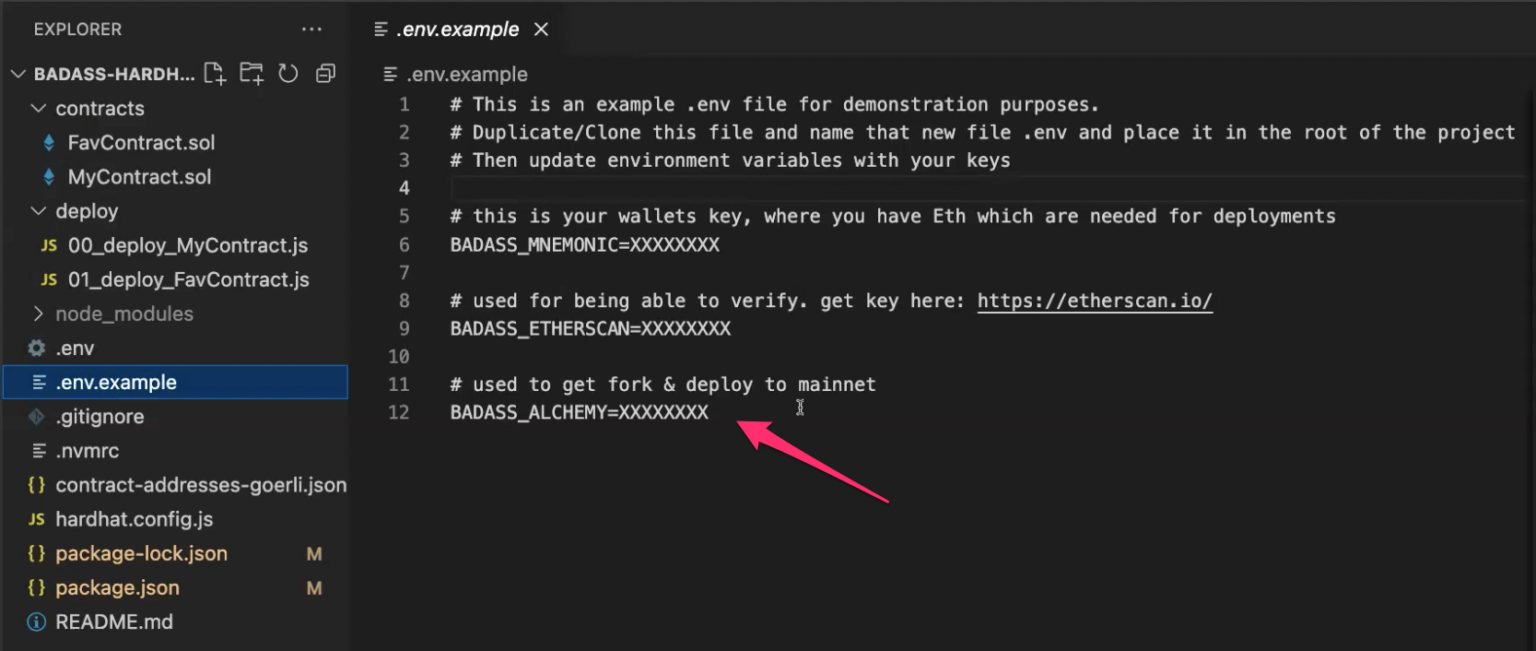 EXPLORER
BADASS-HARDH...
contracts
FavContract.sol
MyContract.sol
deploy
JS 00_deploy_MyContract.js
JS 01_deploy_FavContract.js
node_modules
.env
.env.example
.gitignore
.nvmrc
{} contract-addresses-goerli.json
JS hardhat.config.js
{} package-lock.json M
{} package.json M
README.md
.env.example
.env.example
1 # This is an example .env file for demonstration purposes.
2 # Duplicate/Clone this file and name that new file .env and place it in the root of the project
3 # Then update environment variables with your keys
4
5 # this is your wallets key, where you have Eth which are needed for deployments
6 BADASS_MNEMONIC=XXXXXXXX
7
8 # used for being able to verify. get key here: https://etherscan.io/
9 BADASS_ETHERSCAN=XXXXXXXX
10
11 # used to get fork & deploy to mainnet
12 BADASS_ALCHEMY=XXXXXXXX